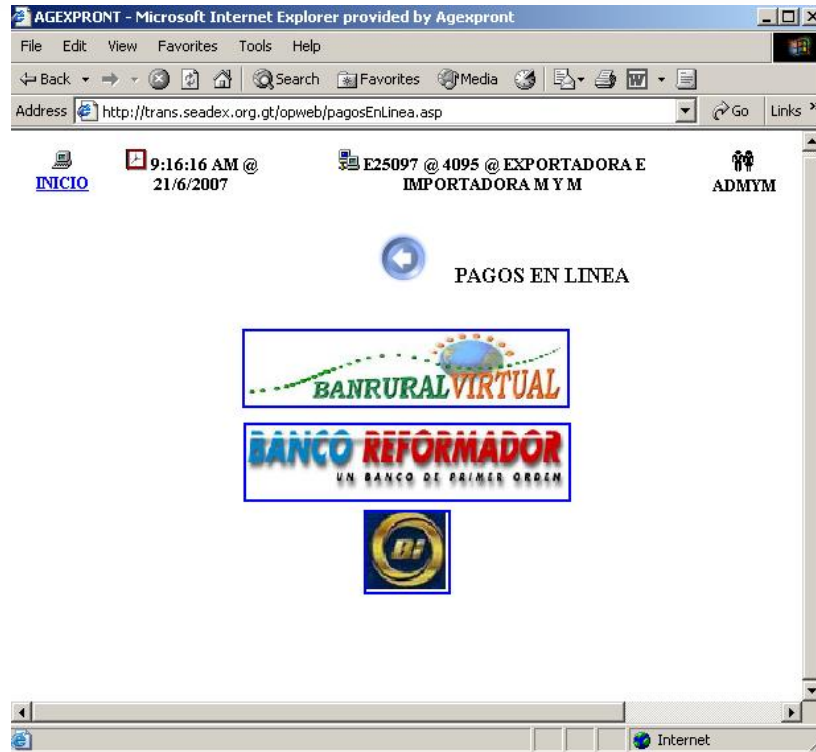 AGEXPRONT - Microsoft Internet Explorer provided by Agexpront
File Edit View Favorites Tools Help
Back Search Favorites Media
Address http://trans.seadex.org.gt/opweb/pagosEnLinea.asp Go Links »
INICIO
9:16:16 AM @
21/6/2007
E25097 @ 4095 @ EXPORTADORA E
IMPORTADORA M Y M
ADMYM
PAGOS EN LINEA
BANRURALVIRTUAL
BANCO REFORMADOR
UN BANCO DE PRIMER ORDEN
Bi
Internet